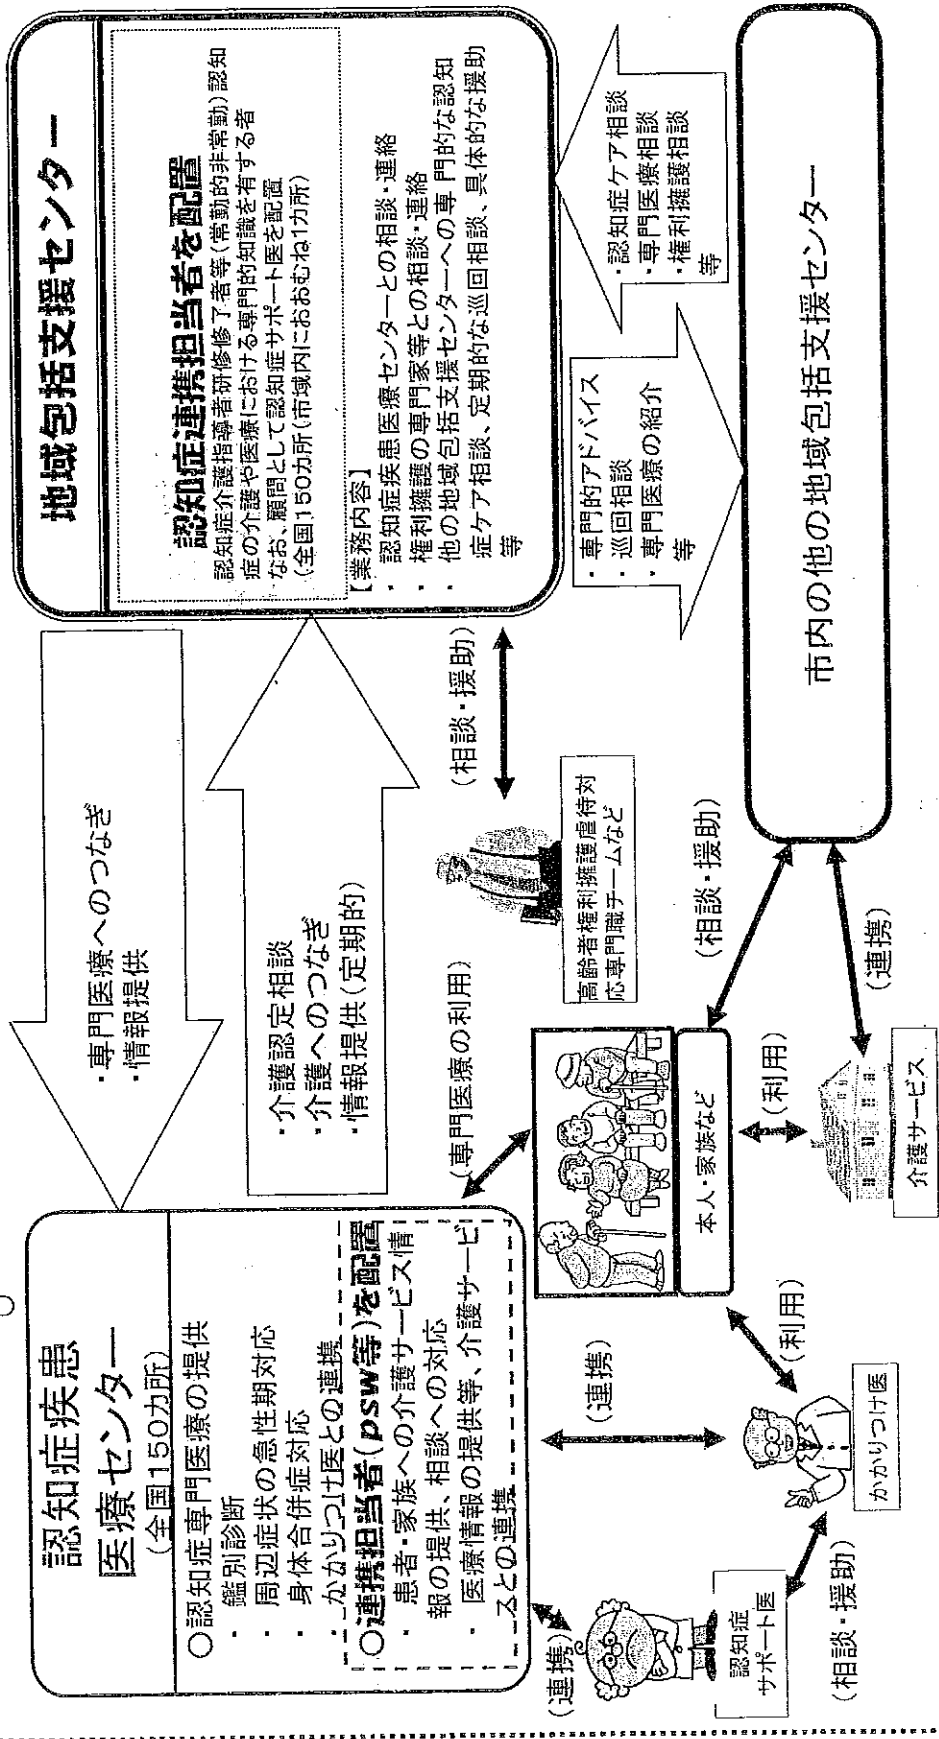 認知症疾患
医療センター
(全国150カ所)
○認知症専門医療の提供
・ 鑑別診断
・ 周辺症状の急性期対応
・ 身体合併症対応
・ かかりつけ医との連携
○連携担当者(psw等)を配置
・ 患者・家族への介護サービス情
報の提供、相談への対応
・ 医療情報の提供等、介護サービ
スとの連携
・専門医療へのつなぎ
・情報提供
・介護認定相談
・介護へのつなぎ
・情報提供(定期的)
地域包括支援センター
認知症連携担当者を配置
認知症介護指導者研修修了者等(常勤的非常勤)認知
症の介護や医療における専門的知識を有する者
なお、顧問として認知症サポート医を配置
(全国150カ所(市域内におおむね1カ所)
【業務内容】
・ 認知症疾患医療センターとの相談・連絡
・ 権利擁護の専門家等との相談・連絡
・ 他の地域包括支援センターへの専門的な認知
症ケア相談、定期的な巡回相談、具体的な援助
等
(専門医療の利用)
(相談・援助)
高齢者権利擁護虐待対
応専門職チームなど
・ 専門的アドバイス
・ 巡回相談
・ 専門医療の紹介
等
・認知症ケア相談
・専門医療相談
・権利擁護相談
等
(連携)
(連携)
本人・家族など
(相談・援助)
認知症
サポート医
(相談・援助)
かかりつけ医
(利用)
(利用)
介護サービス
(連携)
市内の他の地域包括支援センター